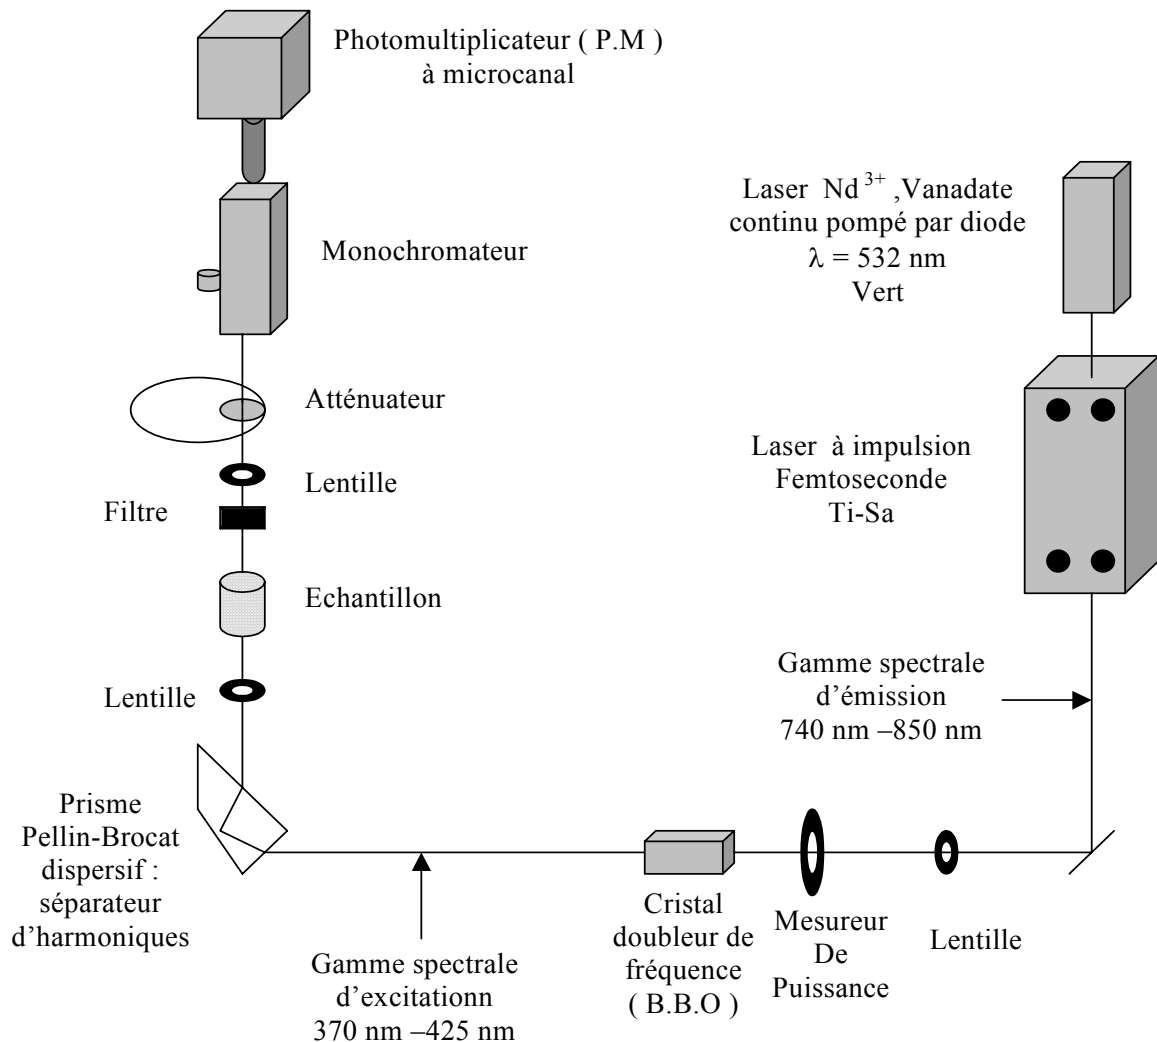 Photomultiplicateur ( P.M )
à microcanal
Laser Nd 3+ ,Vanadate
continu pompé par diode
λ = 532 nm
Vert
Monochromateur
Atténuateur
Laser à impulsion
Femtoseconde
Ti-Sa
Lentille
Filtre
Echantillon
Gamme spectrale
d’émission
740 nm –850 nm
Lentille
Prisme
Pellin-Brocat
dispersif :
séparateur
d’harmoniques
Cristal
doubleur de
fréquence
( B.B.O )
Mesureur
De
Puissance
Lentille
Gamme spectrale
d’excitationn
370 nm –425 nm